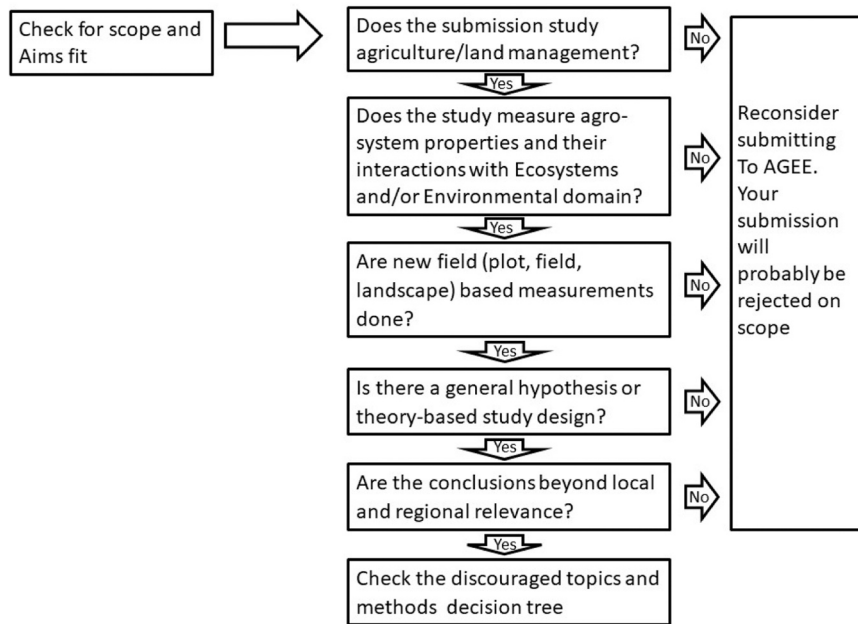 Check for scope and
Aims fit
Does the submission study
agriculture/land management?
No
Yes
Does the study measure agro-
system properties and their
interactions with Ecosystems
and/or Environmental domain?
No
Yes
Are new field (plot, field,
landscape) based measurements
done?
No
Yes
Is there a general hypothesis or
theory-based study design?
No
Yes
Are the conclusions beyond local
and regional relevance?
No
Yes
Check the discouraged topics and
methods decision tree
Reconsider
submitting
To AGEE.
Your
submission
will
probably be
rejected on
scope